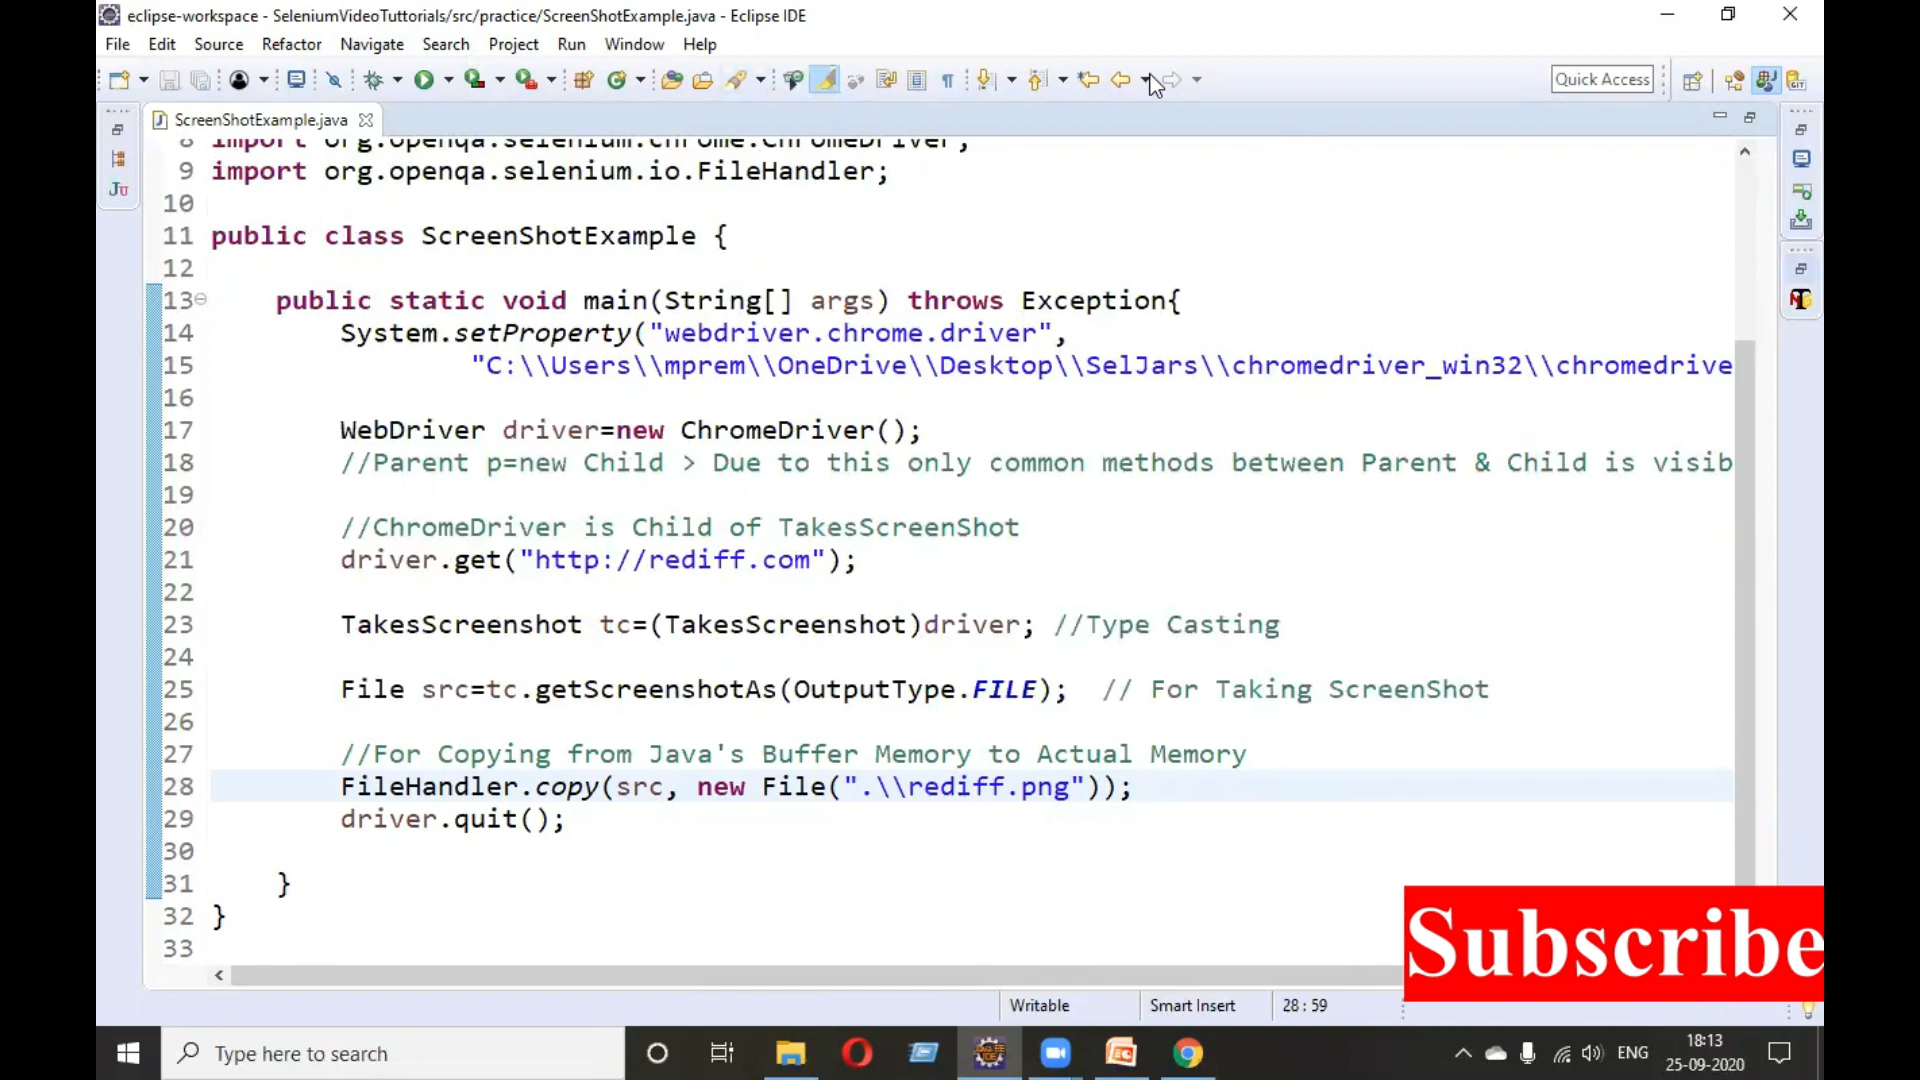 eclipse-workspace - SeleniumVideoTuttorials/src/practice/ScreenShotExample.java - Eclipse IDE
File Edit Source Refactor Navigate Search Project Run Window Help
Quick Access
ScreenShotExample.java
8 import org.openqa.selenium.chrome.ChromeDriver;
9 import org.openqa.selenium.io.FileHandler;
10
11 public class ScreenShotExample {
12
13 public static void main(String[] args) throws Exception{
14 System.setProperty("webdriver.chrome.driver",
15 "C:\\Users\\mprem\\OneDrive\\Desktop\\SelJars\\chromedriver_win32\\chromedrive
16
17 WebDriver driver=new ChromeDriver();
18 //Parent p=new Child > Due to this only common methods between Parent & Child is visib
19
20 //ChromeDriver is Child of TakesScreenShot
21 driver.get("http://rediff.com");
22
23 TakesScreenshot tc=(TakesScreenshot)driver; //Type Casting
24
25 File src=tc.getScreenshotAs(OutputType.FILE); // For Taking ScreenShot
26
27 //For Copying from Java's Buffer Memory to Actual Memory
28 FileHandler.copy(src, new File(".\\rediff.png"));
29 driver.quit();
30
31 }
32 }
33
Subscribe
Writable Smart Insert 28 : 59
Type here to search
ENG
18:13
25-09-2020